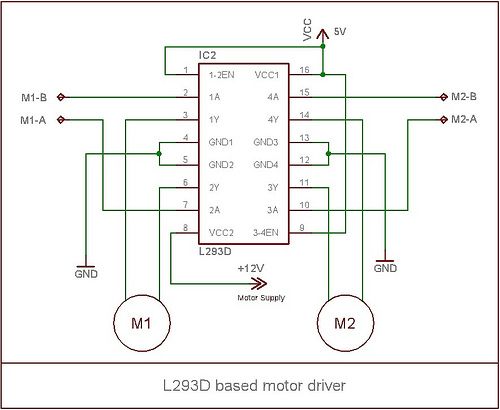 VCC
5V
IC2
1 1-2EN VCC1 16
M1-B 2 1A 4A 15 M2-B
M1-A 3 1Y 4Y 14 M2-A
4 GND1 GND3 13
5 GND2 GND4 12
6 2Y 3Y 11
7 2A 3A 10
8 VCC2 3-4EN 9
L293D
GND
+12V
GND
Motor Supply
M1
M2
L293D based motor driver